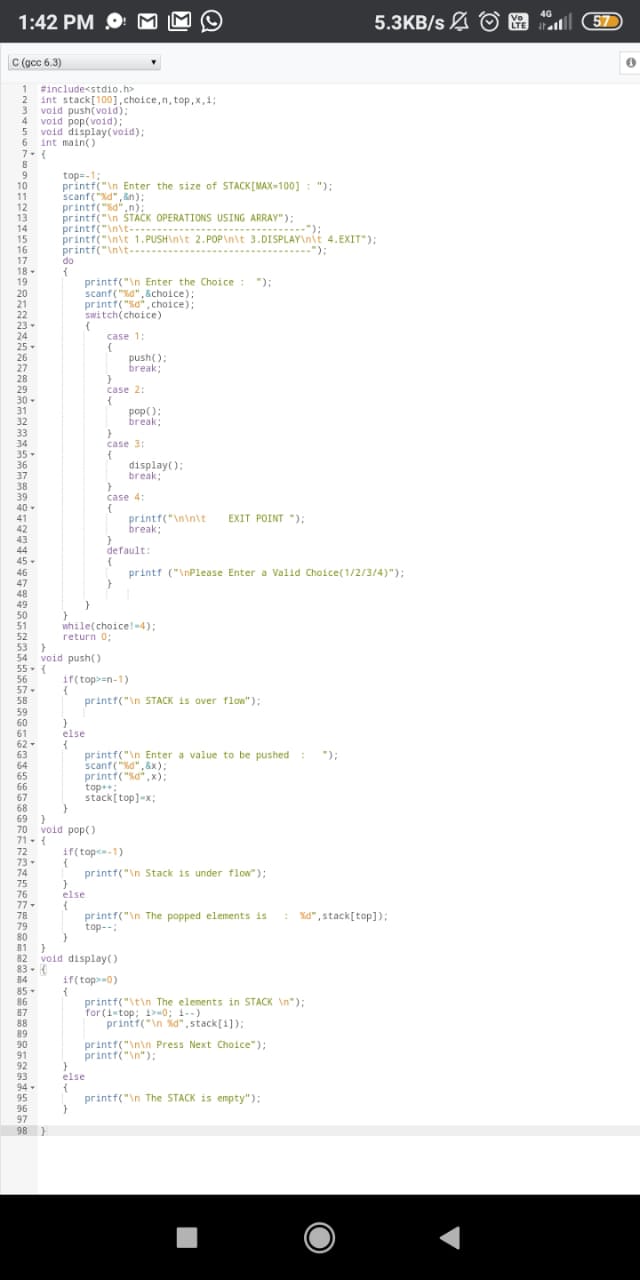 1:42 PM
5.3KB/s Vo LTE 4G 57
C (gcc 6.3)
1 #include<stdio.h>
2 int stack[100],choice,n,top,x,i;
3 void push(void);
4 void pop(void);
5 void display(void);
6 int main()
7 {
8
9 top=-1;
10 printf("\n Enter the size of STACK[MAX=100] : ");
11 scanf("%d",&n);
12 printf("%d",n);
13 printf("\n STACK OPERATIONS USING ARRAY");
14 printf("\n\t--------------------------------");
15 printf("\n\t 1.PUSH\n\t 2.POP\n\t 3.DISPLAY\n\t 4.EXIT");
16 printf("\n\t---------------------------------");
17 do
18 {
19 printf("\n Enter the Choice :  ");
20 scanf("%d",&choice);
21 printf("%d",choice);
22 switch(choice)
23 {
24 case 1:
25 {
26 push();
27 break;
28 }
29 case 2:
30 {
31 pop();
32 break;
33 }
34 case 3:
35 {
36 display();
37 break;
38 }
39 case 4:
40 {
41 printf("\n\n\t    EXIT POINT ");
42 break;
43 }
44 default:
45 {
46 printf ("\nPlease Enter a Valid Choice(1/2/3/4)");
47 }
48
49 }
50 }
51 while(choice!=4);
52 return 0;
53 }
54 void push()
55 {
56 if(top>=n-1)
57 {
58 printf("\n STACK is over flow");
59
60 }
61 else
62 {
63 printf("\n Enter a value to be pushed  :   ");
64 scanf("%d",&x);
65 printf("%d",x);
66 top++;
67 stack[top]=x;
68 }
69 }
70 void pop()
71 {
72 if(top<=-1)
73 {
74 printf("\n Stack is under flow");
75 }
76 else
77 {
78 printf("\n The popped elements is   :  %d",stack[top]);
79 top--;
80 }
81 }
82 void display()
83 {
84 if(top>=0)
85 {
86 printf("\t\n The elements in STACK \n");
87 for(i=top; i>=0; i--)
88 printf("\n %d",stack[i]);
89
90 printf("\n\n Press Next Choice");
91 printf("\n");
92 }
93 else
94 {
95 printf("\n The STACK is empty");
96 }
97
98 }